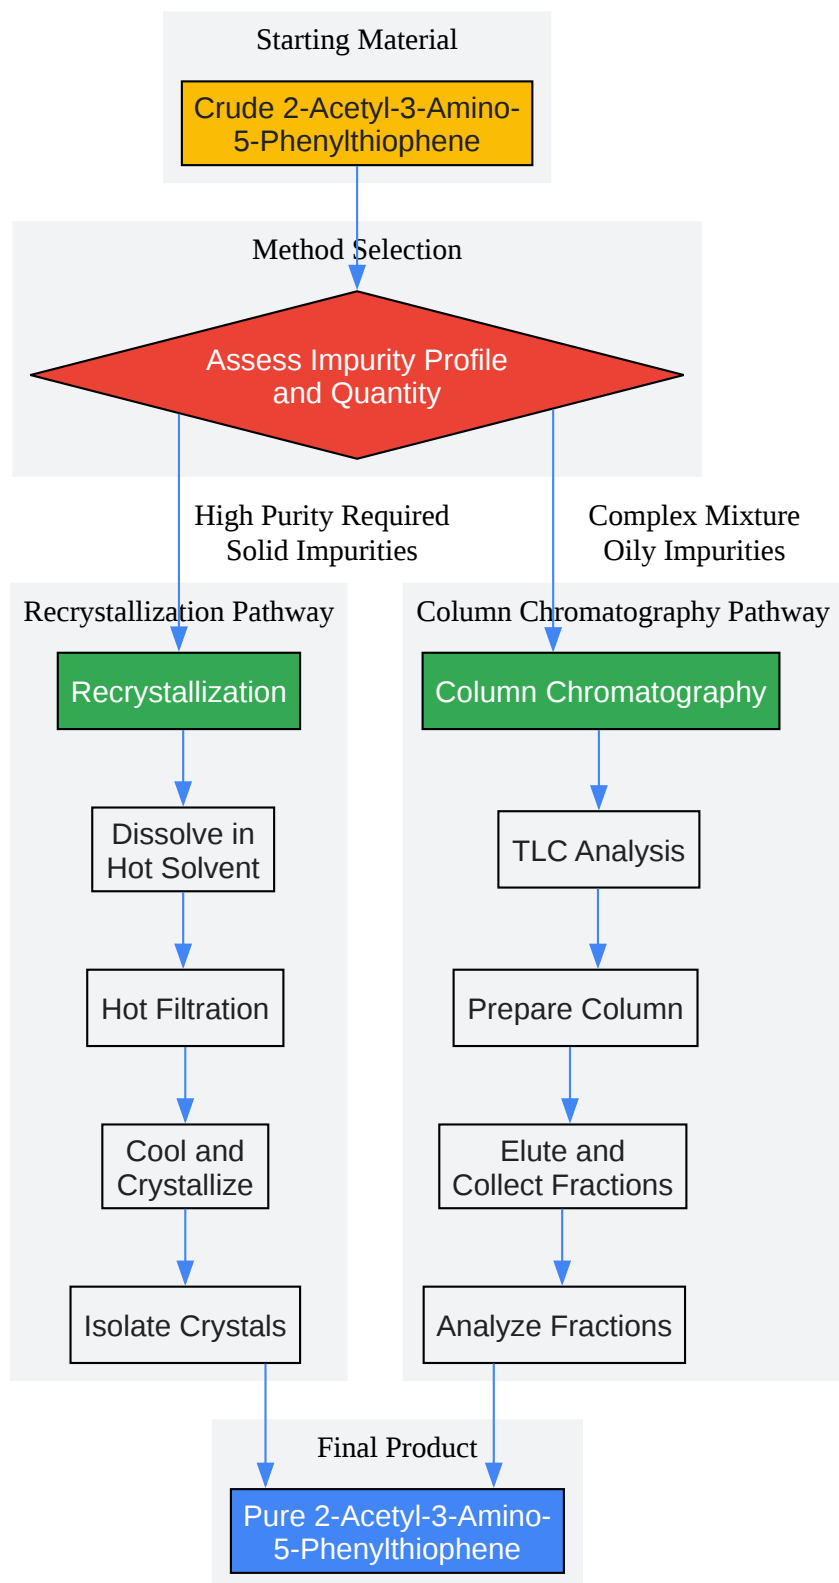 Starting Material
Crude 2-Acetyl-3-Amino-
5-Phenylthiophene
Method Selection
Assess Impurity Profile
and Quantity
High Purity Required
Solid Impurities
Complex Mixture
Oily Impurities
Recrystallization Pathway
Recrystallization
Dissolve in
Hot Solvent
Hot Filtration
Cool and
Crystallize
Isolate Crystals
Column Chromatography Pathway
Column Chromatography
TLC Analysis
Prepare Column
Elute and
Collect Fractions
Analyze Fractions
Final Product
Pure 2-Acetyl-3-Amino-
5-Phenylthiophene